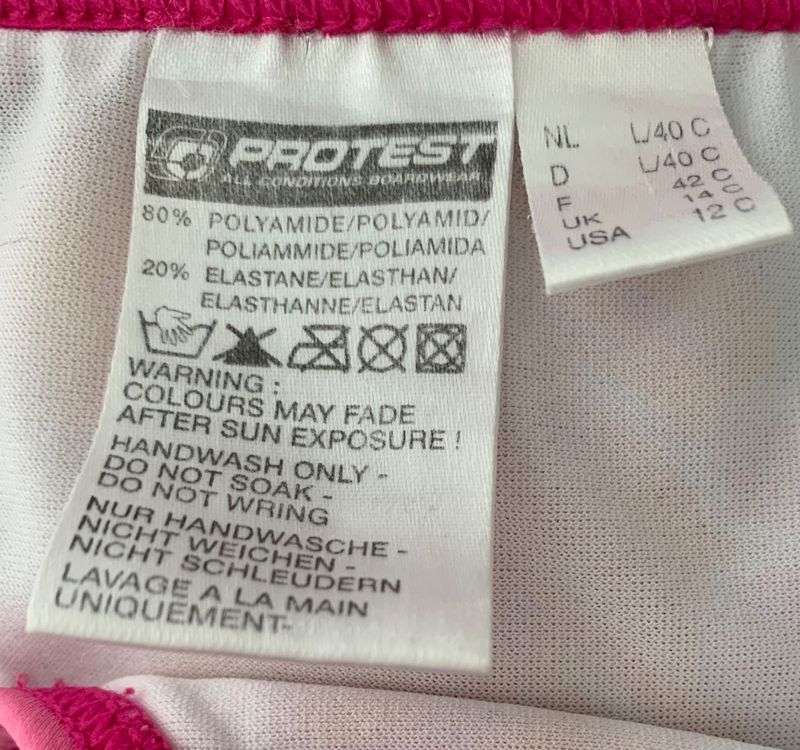 PROTEST
ALL CONDITIONS BOARDWEAR
80% POLYAMIDE/POLYAMID/
POLIAMMIDE/POLIAMIDA
20% ELASTANE/ELASTHAN/
ELASTHANNE/ELASTAN
WARNING :
COLOURS MAY FADE
AFTER SUN EXPOSURE !
HANDWASH ONLY -
DO NOT SOAK -
DO NOT WRING
NUR HANDWASCHE -
NICHT WEICHEN -
NICHT SCHLEUDERN
LAVAGE A LA MAIN
UNIQUEMENT-
NL L/40 C
D L/40 C
F 42 C
UK 14 C
USA 12 C